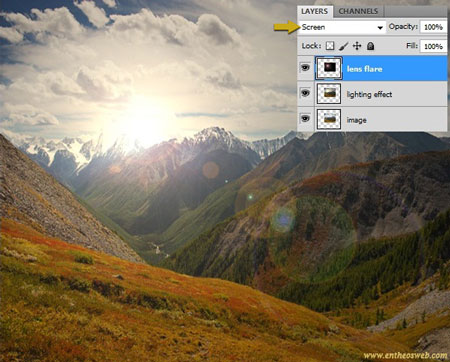 LAYERS CHANNELS
Screen Opacity: 100%
Lock: Fill: 100%
lens flare
lighting effect
image
www.entheosweb.com